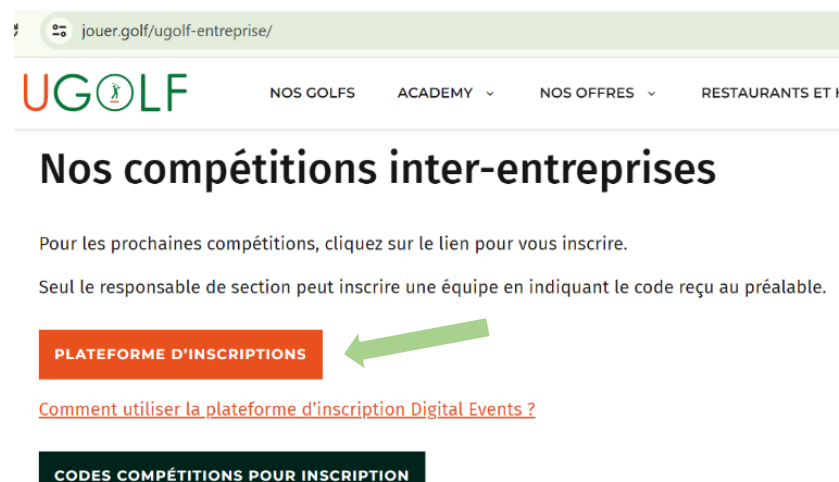 jouer.golf/ugolf-entreprise/
UGOLF
NOS GOLFS ACADEMY NOS OFFRES RESTAURANTS ET
Nos compétitions inter-entreprises
Pour les prochaines compétitions, cliquez sur le lien pour vous inscrire.
Seul le responsable de section peut inscrire une équipe en indiquant le code reçu au préalable.
PLATEFORME D'INSCRIPTIONS
Comment utiliser la plateforme d'inscription Digital Events ?
CODES COMPÉTITIONS POUR INSCRIPTION